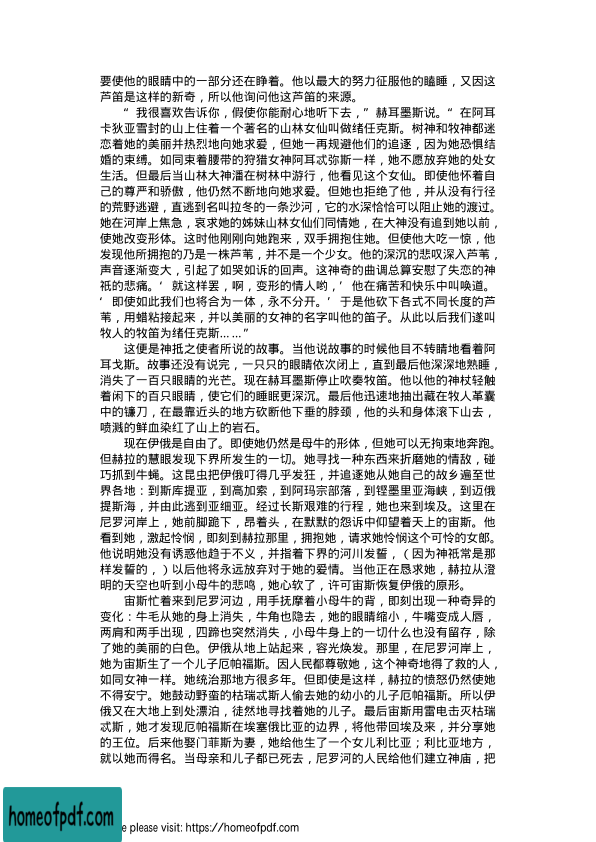 要使他的眼睛中的一部分还在睁着。他以最大的努力征服他的瞌睡，又因这
芦笛是这样的新奇，所以他询问他这芦笛的来源。
“我很喜欢告诉你，假使你能耐心地听下去，”赫耳墨斯说。“在阿耳
卡狄亚雪封的山上住着一个著名的山林女仙叫做绪任克斯。树神和牧神都迷
恋着她的美丽并热烈地向她求爱，但她一再规避他们的追逐，因为她恐惧结
婚的束缚。如同束着腰带的狩猎女神阿耳忒弥斯一样，她不愿放弃她的处女
生活。但最后当山林大神潘在树林中游行，他看见这个女仙。即使他怀着自
己的尊严和骄傲，他仍然不断地向她求爱。但她也拒绝了他，并从没有行径
的荒野逃避，直逃到名叫拉冬的一条沙河，它的水深恰恰可以阻止她的渡过。
她在河岸上焦急，哀求她的姊妹山林女仙们同情她，在大神没有追到她以前，
使她改变形体。这时他刚刚向她跑来，双手拥抱住她。但使他大吃一惊，他
发现他所拥抱的乃是一株芦苇，并不是一个少女。他的深沉的悲叹深入芦苇，
声音逐渐变大，引起了如哭如诉的回声。这神奇的曲调总算安慰了失恋的神
祇的悲痛。‘就这样罢，啊，变形的情人哟，’他在痛苦和快乐中叫唤道。
‘即使如此我们也将合为一体，永不分开。’于是他砍下各式不同长度的芦
苇，用蜡粘接起来，并以美丽的女神的名字叫他的笛子。从此以后我们遂叫
牧人的牧笛为绪任克斯……”
这便是神抵之使者所说的故事。当他说故事的时候他目不转睛地看着阿
耳戈斯。故事还没有说完，一只只的眼睛依次闭上，直到最后他深深地熟睡，
消失了一百只眼睛的光芒。现在赫耳墨斯停止吹奏牧笛。他以他的神杖轻触
着闲下的百只眼睛，使它们的睡眠更深沉。最后他迅速地抽出藏在牧人革囊
中的镰刀，在最靠近头的地方砍断他下垂的脖颈，他的头和身体滚下山去，
喷溅的鲜血染红了山上的岩石。
现在伊俄是自由了。即使她仍然是母牛的形体，但她可以无拘束地奔跑。
但赫拉的慧眼发现下界所发生的一切。她寻找一种东西来折磨她的情敌，碰
巧抓到牛蝇。这昆虫把伊俄叮得几乎发狂，并追逐她从她自己的故乡遍至世
界各地：到斯库提亚，到高加索，到阿玛宗部落，到铿墨里亚海峡，到迈俄
提斯海，并由此逃到亚细亚。经过长斯艰难的行程，她也来到埃及。这里在
尼罗河岸上，她前脚跪下，昂着头，在默默的怨诉中仰望着天上的宙斯。他
看到她，激起怜悯，即刻到赫拉那里，拥抱她，请求她怜悯这个可怜的女郎。
他说明她没有诱惑他趋于不义，并指着下界的河川发誓，（因为神祇常是那
样发誓的，）以后他将永远放弃对于她的爱情。当他正在恳求她，赫拉从澄
明的天空也听到小母牛的悲鸣，她心软了，许可宙斯恢复伊俄的原形。
宙斯忙着来到尼罗河边，用手抚摩着小母牛的背，即刻出现一种奇异的
变化：牛毛从她的身上消失，牛角也隐去，她的眼睛缩小，牛嘴变成人唇，
两肩和两手出现，四蹄也突然消失，小母牛身上的一切什么也没有留存，除
了她的美丽的白色。伊俄从地上站起来，容光焕发。那里，在尼罗河岸上，
她为宙斯生了一个儿子厄帕福斯。因人民都尊敬她，这个神奇地得了救的人，
如同女神一样。她统治那地方很多年。但即使是这样，赫拉的愤怒仍然使她
不得安宁。她鼓动野蛮的枯瑞忒斯人偷去她的幼小的儿子厄帕福斯。所以伊
俄又在大地上到处漂泊，徒然地寻找着她的儿子。最后宙斯用雷电击灭枯瑞
忒斯，她才发现厄帕福斯在埃塞俄比亚的边界，将他带回埃及来，并分享她
的王位。后来他娶门菲斯为妻，她给他生了一个女儿利比亚；利比亚地方，
就以她而得名。当母亲和儿子都已死去，尼罗河的人民给他们建立神庙，把
homeofpdf.com
e please visit: https://homeofpdf.com